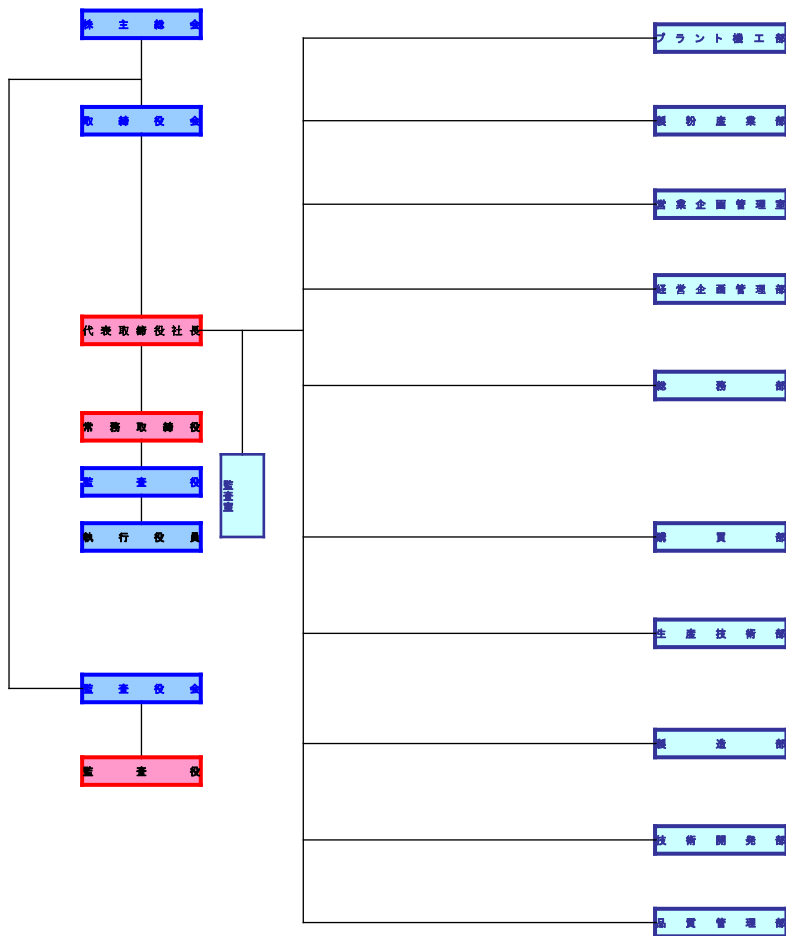 株主総会
取締役会
代表取締役社長
常務取締役
監査役
執行役員
監査室
監査役会
監査役
プラント機工部
製粉産業部
営業企画管理室
経営企画管理部
総務部
購買部
生産技術部
製造部
技術開発部
品質管理部